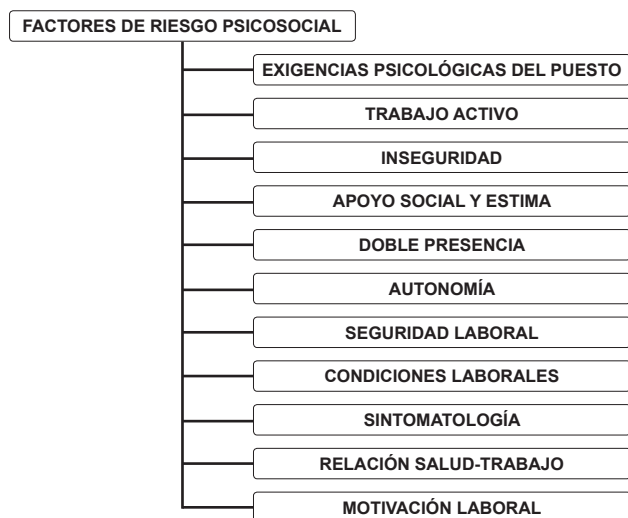 FACTORES DE RIESGO PSICOSOCIAL
EXIGENCIAS PSICOLÓGICAS DEL PUESTO
TRABAJO ACTIVO
INSEGURIDAD
APOYO SOCIAL Y ESTIMA
DOBLE PRESENCIA
AUTONOMÍA
SEGURIDAD LABORAL
CONDICIONES LABORALES
SINTOMATOLOGÍA
RELACIÓN SALUD-TRABAJO
MOTIVACIÓN LABORAL